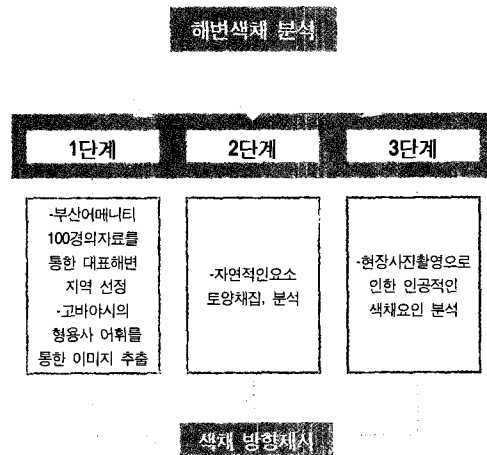 해변색채 분석
1단계
2단계
3단계
-부산어매니티
100경의자료를
통한 대표해변
지역 선정
-고바야시의
형용사 어휘를
통한 이미지 추출
-자연적인요소
토양채집, 분석
-현장사진촬영으로
인한 인공적인
색채요인 분석
색채 방향제시